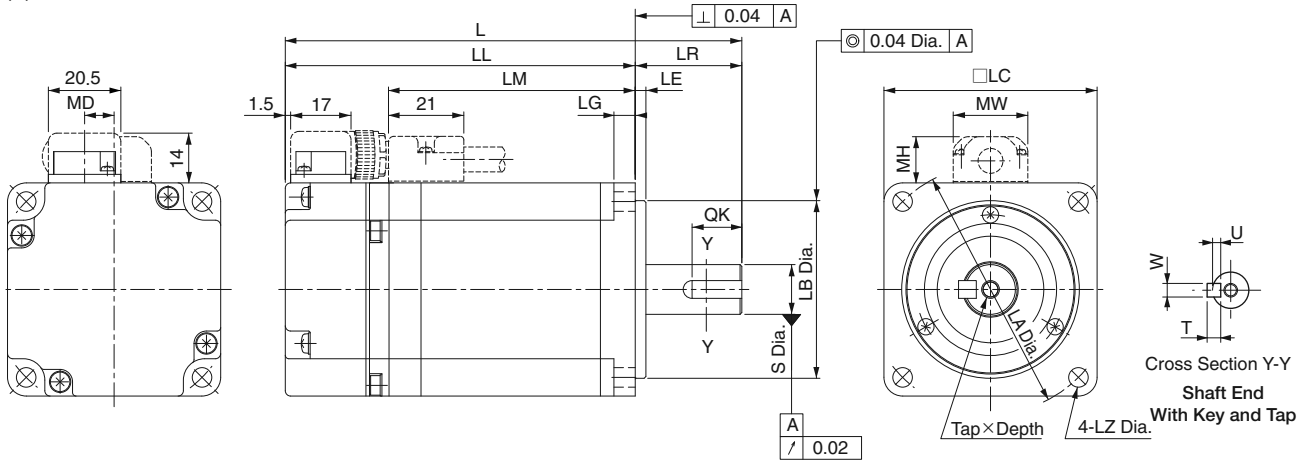 ⊥ 0.04 A
L
◎ 0.04 Dia. A
LL
LR
20.5
LM
LE
□LC
MD
1.5
17
21
LG
MW
14
MH
QK
Y
U
W
LB Dia.
LA Dia.
T
S Dia.
Y
Cross Section Y-Y
Shaft End
With Key and Tap
A
↗ 0.02
Tap×Depth
4-LZ Dia.